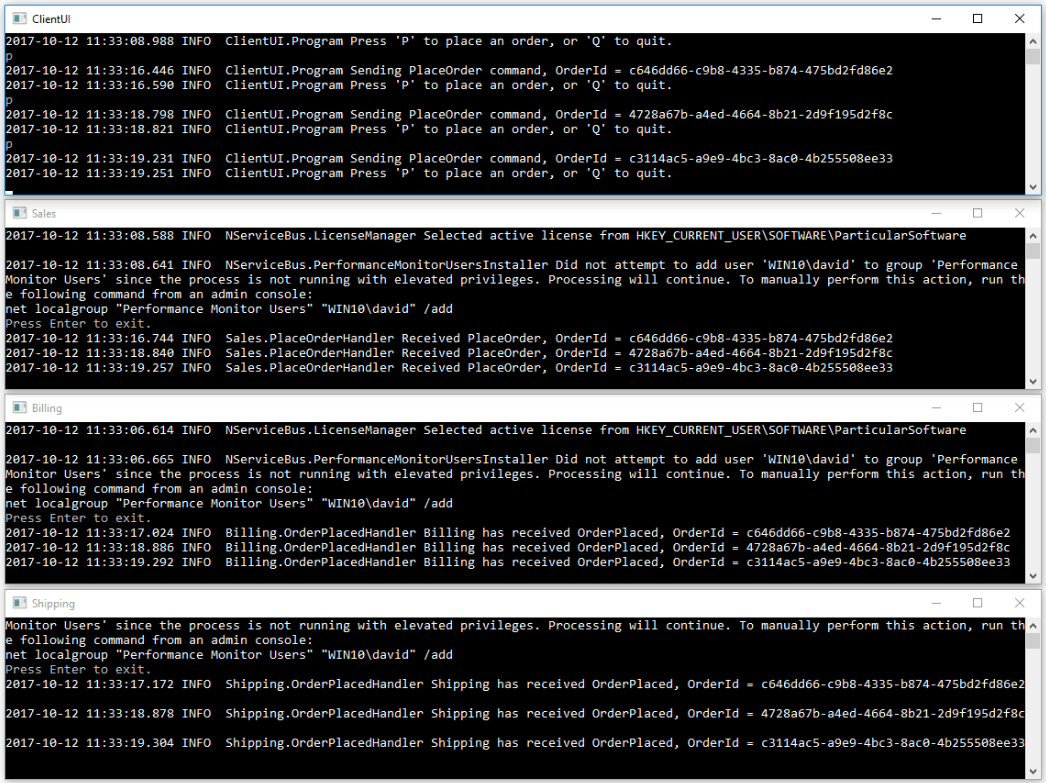 ClientUI
2017-10-12 11:33:08.988 INFO  ClientUI.Program Press 'P' to place an order, or 'Q' to quit.
p
2017-10-12 11:33:16.446 INFO  ClientUI.Program Sending PlaceOrder command, OrderId = c646dd66-c9b8-4335-b874-475bd2fd86e2
2017-10-12 11:33:16.590 INFO  ClientUI.Program Press 'P' to place an order, or 'Q' to quit.
p
2017-10-12 11:33:18.798 INFO  ClientUI.Program Sending PlaceOrder command, OrderId = 4728a67b-a4ed-4664-8b21-2d9f195d2f8c
2017-10-12 11:33:18.821 INFO  ClientUI.Program Press 'P' to place an order, or 'Q' to quit.
p
2017-10-12 11:33:19.231 INFO  ClientUI.Program Sending PlaceOrder command, OrderId = c3114ac5-a9e9-4bc3-8ac0-4b255508ee33
2017-10-12 11:33:19.251 INFO  ClientUI.Program Press 'P' to place an order, or 'Q' to quit.
Sales
2017-10-12 11:33:08.588 INFO  NServiceBus.LicenseManager Selected active license from HKEY_CURRENT_USER\SOFTWARE\ParticularSoftware
2017-10-12 11:33:08.641 INFO  NServiceBus.PerformanceMonitorUsersInstaller Did not attempt to add user 'WIN10\david' to group 'Performance
Monitor Users' since the process is not running with elevated privileges. Processing will continue. To manually perform this action, run th
e following command from an admin console:
net localgroup "Performance Monitor Users" "WIN10\david" /add
Press Enter to exit.
2017-10-12 11:33:16.744 INFO  Sales.PlaceOrderHandler Received PlaceOrder, OrderId = c646dd66-c9b8-4335-b874-475bd2fd86e2
2017-10-12 11:33:18.840 INFO  Sales.PlaceOrderHandler Received PlaceOrder, OrderId = 4728a67b-a4ed-4664-8b21-2d9f195d2f8c
2017-10-12 11:33:19.257 INFO  Sales.PlaceOrderHandler Received PlaceOrder, OrderId = c3114ac5-a9e9-4bc3-8ac0-4b255508ee33
Billing
2017-10-12 11:33:06.614 INFO  NServiceBus.LicenseManager Selected active license from HKEY_CURRENT_USER\SOFTWARE\ParticularSoftware
2017-10-12 11:33:06.665 INFO  NServiceBus.PerformanceMonitorUsersInstaller Did not attempt to add user 'WIN10\david' to group 'Performance
Monitor Users' since the process is not running with elevated privileges. Processing will continue. To manually perform this action, run th
e following command from an admin console:
net localgroup "Performance Monitor Users" "WIN10\david" /add
Press Enter to exit.
2017-10-12 11:33:17.024 INFO  Billing.OrderPlacedHandler Billing has received OrderPlaced, OrderId = c646dd66-c9b8-4335-b874-475bd2fd86e2
2017-10-12 11:33:18.886 INFO  Billing.OrderPlacedHandler Billing has received OrderPlaced, OrderId = 4728a67b-a4ed-4664-8b21-2d9f195d2f8c
2017-10-12 11:33:19.292 INFO  Billing.OrderPlacedHandler Billing has received OrderPlaced, OrderId = c3114ac5-a9e9-4bc3-8ac0-4b255508ee33
Shipping
Monitor Users' since the process is not running with elevated privileges. Processing will continue. To manually perform this action, run th
e following command from an admin console:
net localgroup "Performance Monitor Users" "WIN10\david" /add
Press Enter to exit.
2017-10-12 11:33:17.172 INFO  Shipping.OrderPlacedHandler Shipping has received OrderPlaced, OrderId = c646dd66-c9b8-4335-b874-475bd2fd86e2
2017-10-12 11:33:18.878 INFO  Shipping.OrderPlacedHandler Shipping has received OrderPlaced, OrderId = 4728a67b-a4ed-4664-8b21-2d9f195d2f8c
2017-10-12 11:33:19.304 INFO  Shipping.OrderPlacedHandler Shipping has received OrderPlaced, OrderId = c3114ac5-a9e9-4bc3-8ac0-4b255508ee33